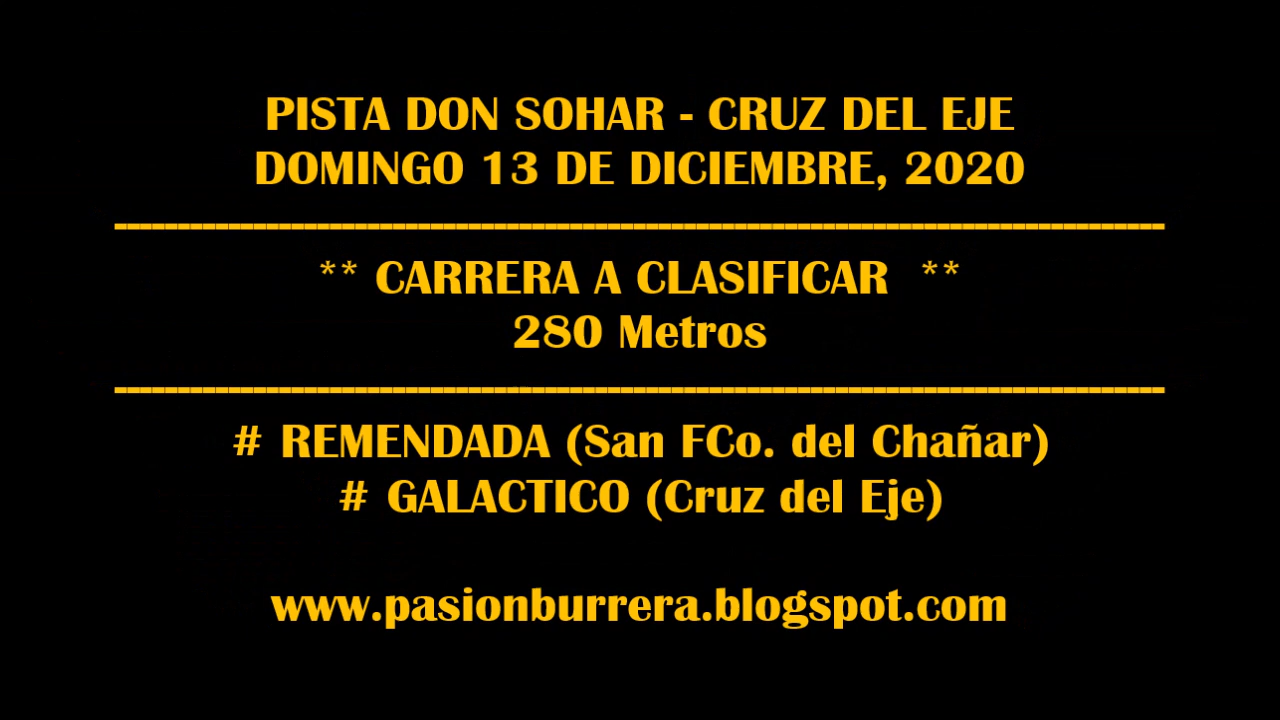 PISTA DON SOHAR - CRUZ DEL EJE
DOMINGO 13 DE DICIEMBRE, 2020
** CARRERA A CLASIFICAR **
280 Metros
# REMENDADA (San FCo. del Chañar)
# GALACTICO (Cruz del Eje)
www.pasionburrera.blogspot.com